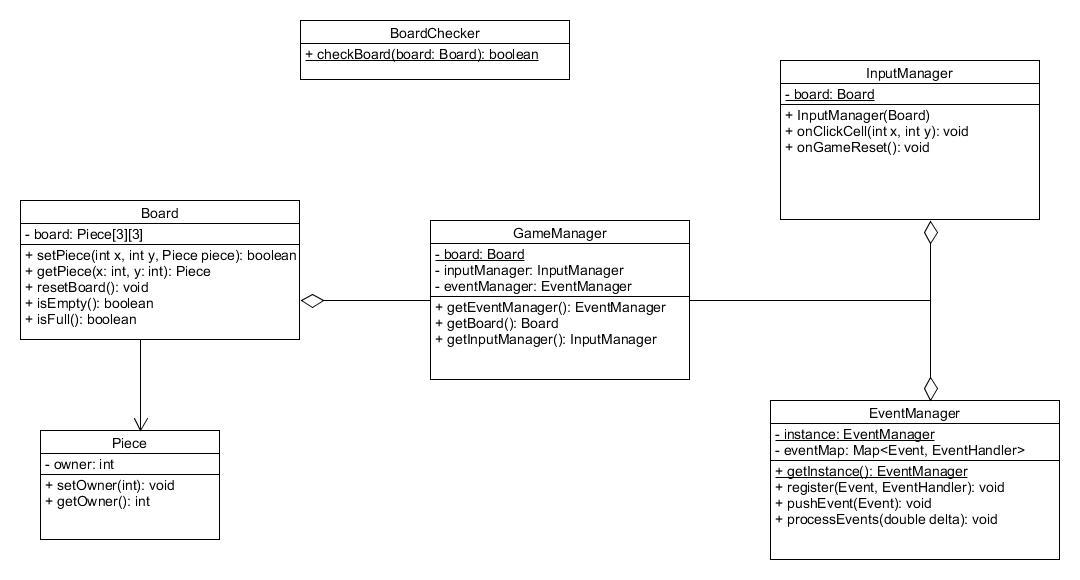 BoardChecker
+ checkBoard(board: Board): boolean
InputManager
- board: Board
+ InputManager(Board)
+ onClickCell(int x, int y): void
+ onGameReset(): void
Board
- board: Piece[3][3]
+ setPiece(int x, int y, Piece piece): boolean
+ getPiece(x: int, y: int): Piece
+ resetBoard(): void
+ isEmpty(): boolean
+ isFull(): boolean
GameManager
- board: Board
- inputManager: InputManager
- eventManager: EventManager
+ getEventManager(): EventManager
+ getBoard(): Board
+ getInputManager(): InputManager
Piece
- owner: int
+ setOwner(int): void
+ getOwner(): int
EventManager
- instance: EventManager
- eventMap: Map<Event, EventHandler>
+ getInstance(): EventManager
+ register(Event, EventHandler): void
+ pushEvent(Event): void
+ processEvents(double delta): void